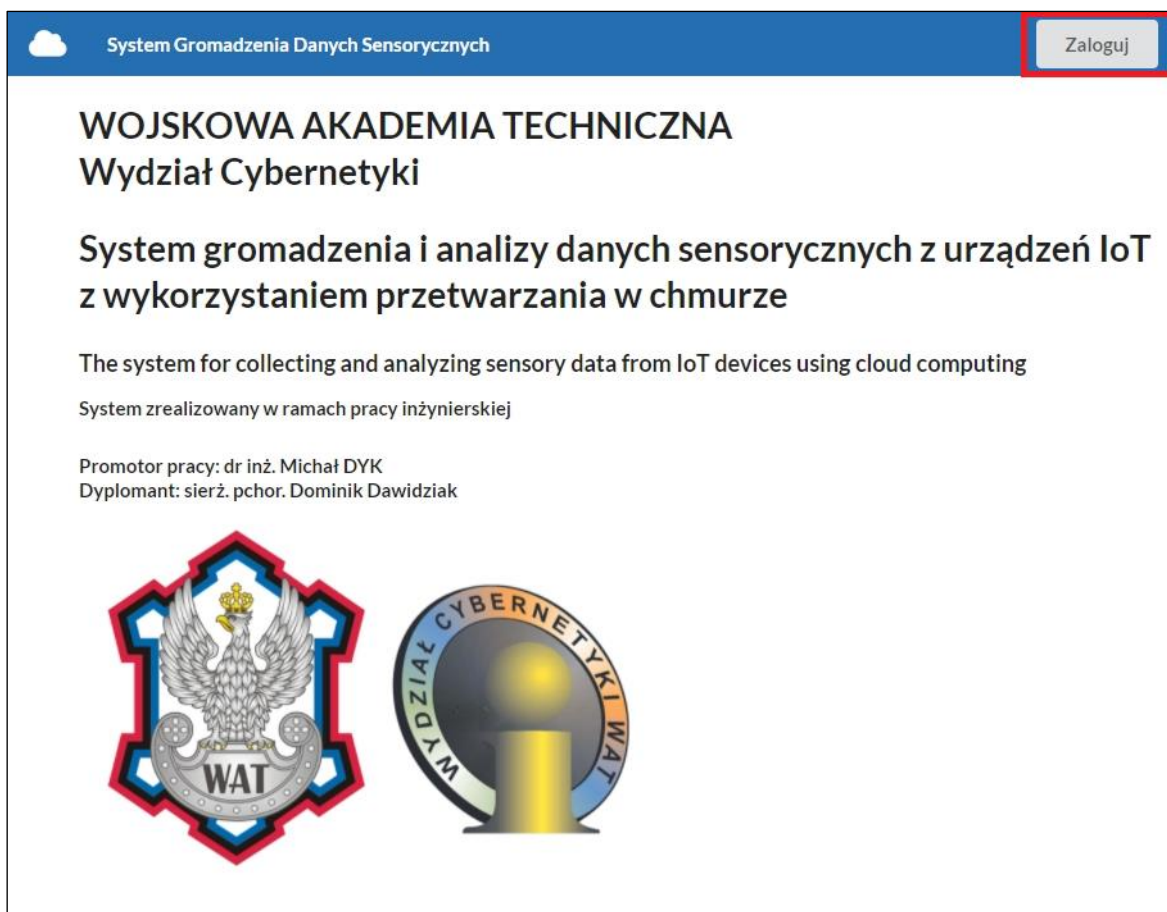 System Gromadzenia Danych Sensorycznych
Zaloguj
WOJSKOWA AKADEMIA TECHNICZNA
Wydział Cybernetyki
System gromadzenia i analizy danych sensorycznych z urządzeń IoT
z wykorzystaniem przetwarzania w chmurze
The system for collecting and analyzing sensory data from IoT devices using cloud computing
System zrealizowany w ramach pracy inżynierskiej
Promotor pracy: dr inż. Michał DYK
Dyplomant: sierż. pchor. Dominik Dawidziak
WAT
WYDZIAŁ CYBERNETYKI WAT